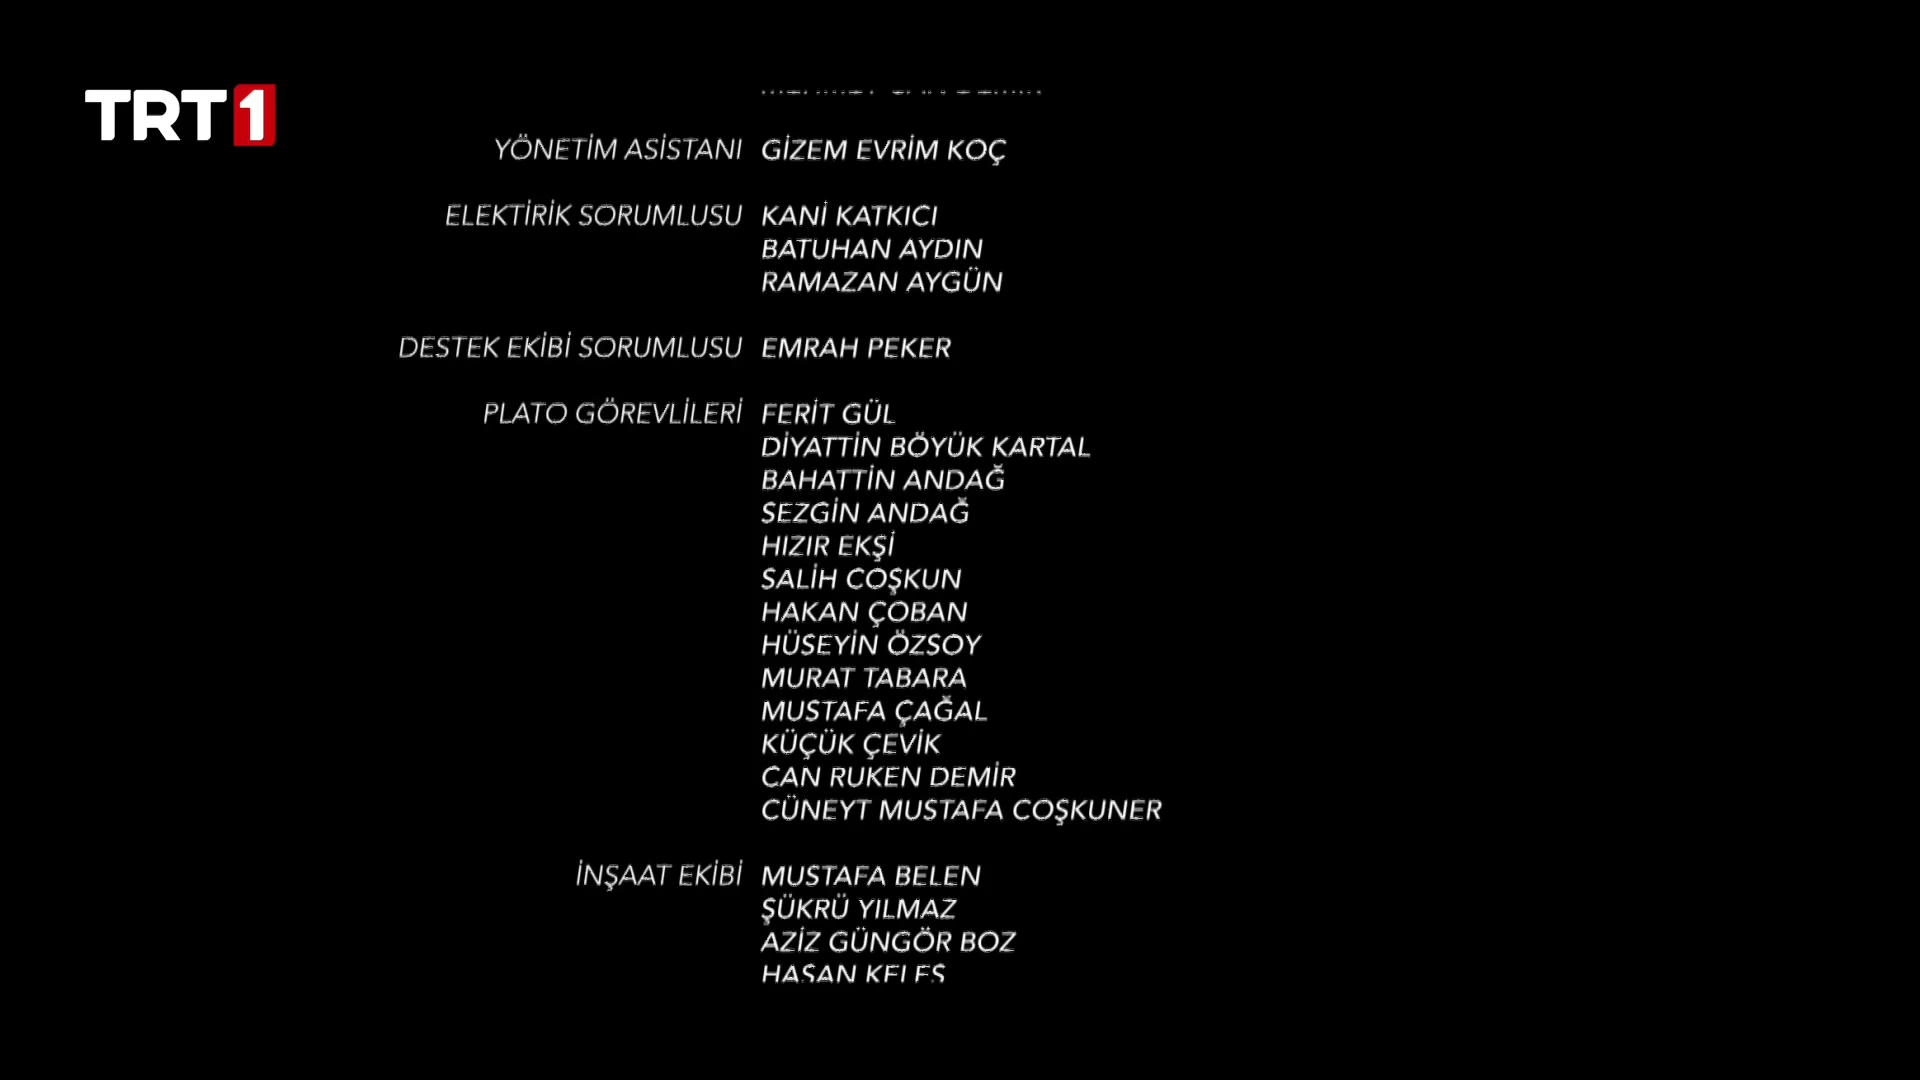 TRT1
YÖNETİM ASİSTANI GİZEM EVRİM KOÇ
ELEKTİRİK SORUMLUSU KANİ KATKICI
BATUHAN AYDIN
RAMAZAN AYGÜN
DESTEK EKİBİ SORUMLUSU EMRAH PEKER
PLATO GÖREVLİLERİ FERİT GÜL
DİYATTİN BÖYÜK KARTAL
BAHATTİN ANDAĞ
SEZGİN ANDAĞ
HIZIR EKŞİ
SALİH COŞKUN
HAKAN ÇOBAN
HÜSEYİN ÖZSOY
MURAT TABARA
MUSTAFA ÇAĞAL
KÜÇÜK ÇEVİK
CAN RUKEN DEMİR
CÜNEYT MUSTAFA COŞKUNER
İNŞAAT EKİBİ MUSTAFA BELEN
ŞÜKRÜ YILMAZ
AZİZ GÜNGÖR BOZ
HASAN